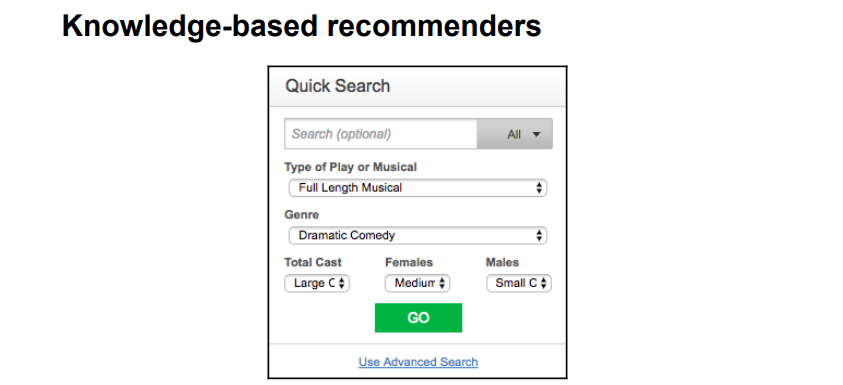 Knowledge-based recommenders
Quick Search
Search (optional) All
Type of Play or Musical
Full Length Musical
Genre
Dramatic Comedy
Total Cast Females Males
Large C Medium Small C
GO
Use Advanced Search